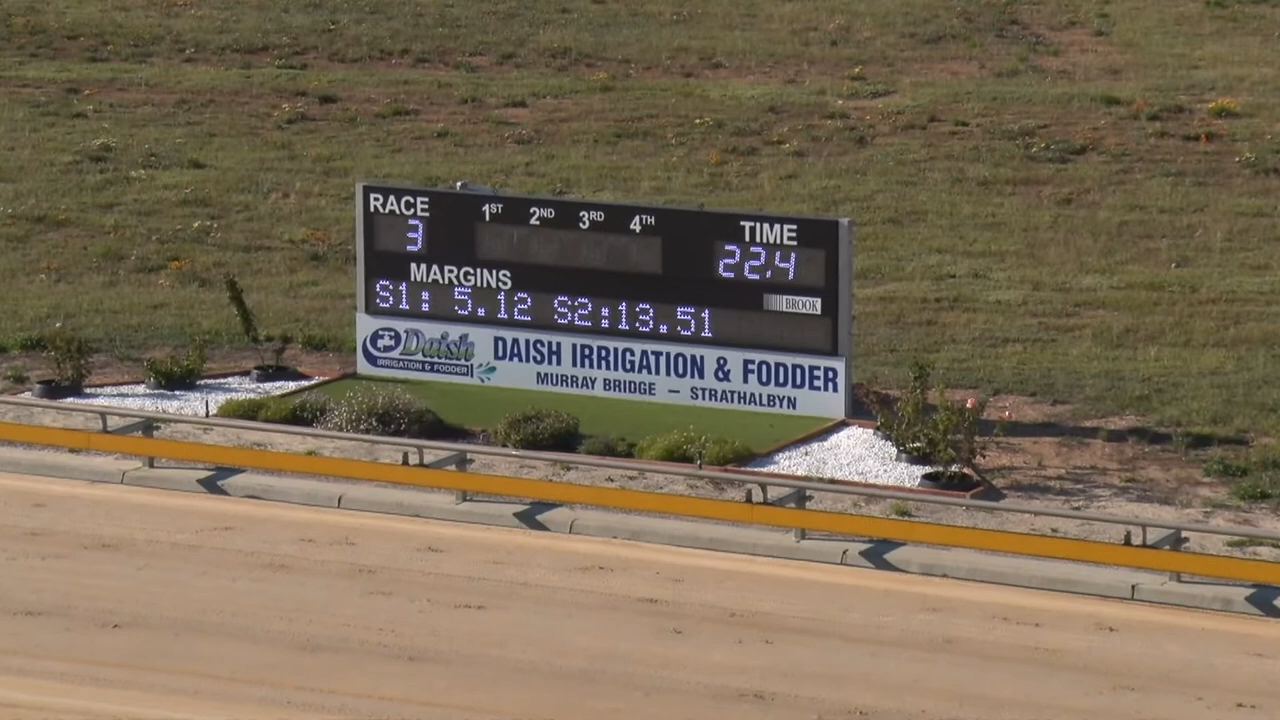 RACE 1ST 2ND 3RD 4TH TIME
3 22.4
MARGINS
S1: 5.12 S2:13.51
BROOK
Daish
IRRIGATION & FODDER
DAISH IRRIGATION & FODDER
MURRAY BRIDGE — STRATHALBYN